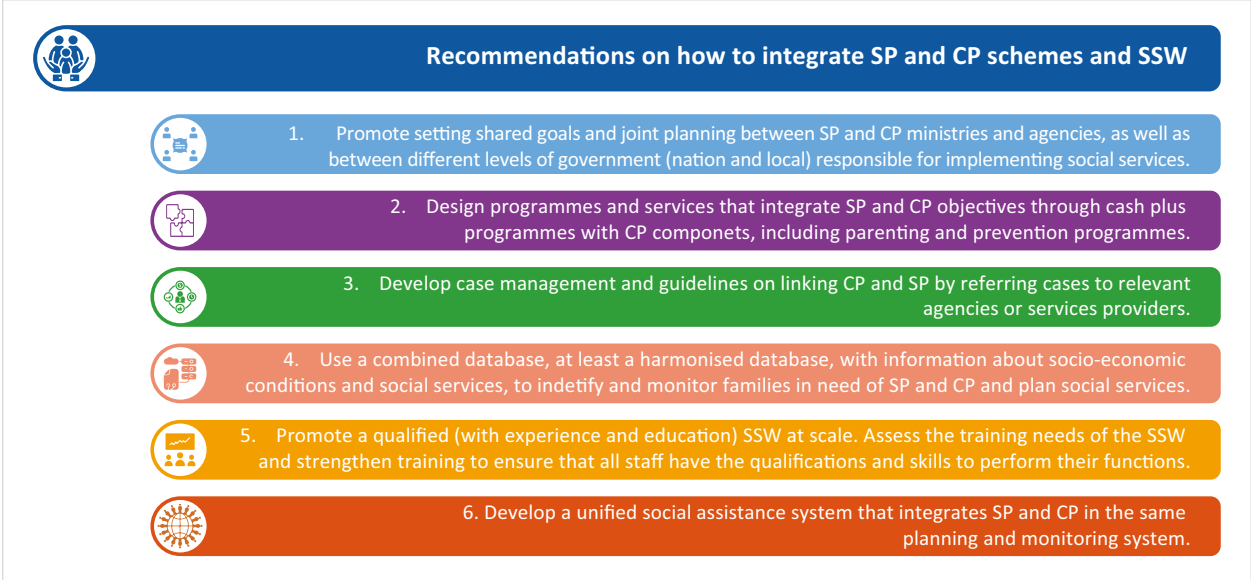 Recommendations on how to integrate SP and CP schemes and SSW
1. Promote setting shared goals and joint planning between SP and CP ministries and agencies, as well as
between different levels of government (nation and local) responsible for implementing social services.
2. Design programmes and services that integrate SP and CP objectives through cash plus
programmes with CP componets, including parenting and prevention programmes.
3. Develop case management and guidelines on linking CP and SP by referring cases to relevant
agencies or services providers.
4. Use a combined database, at least a harmonised database, with information about socio-economic
conditions and social services, to indetify and monitor families in need of SP and CP and plan social services.
5. Promote a qualified (with experience and education) SSW at scale. Assess the training needs of the SSW
and strengthen training to ensure that all staff have the qualifications and skills to perform their functions.
6. Develop a unified social assistance system that integrates SP and CP in the same
planning and monitoring system.